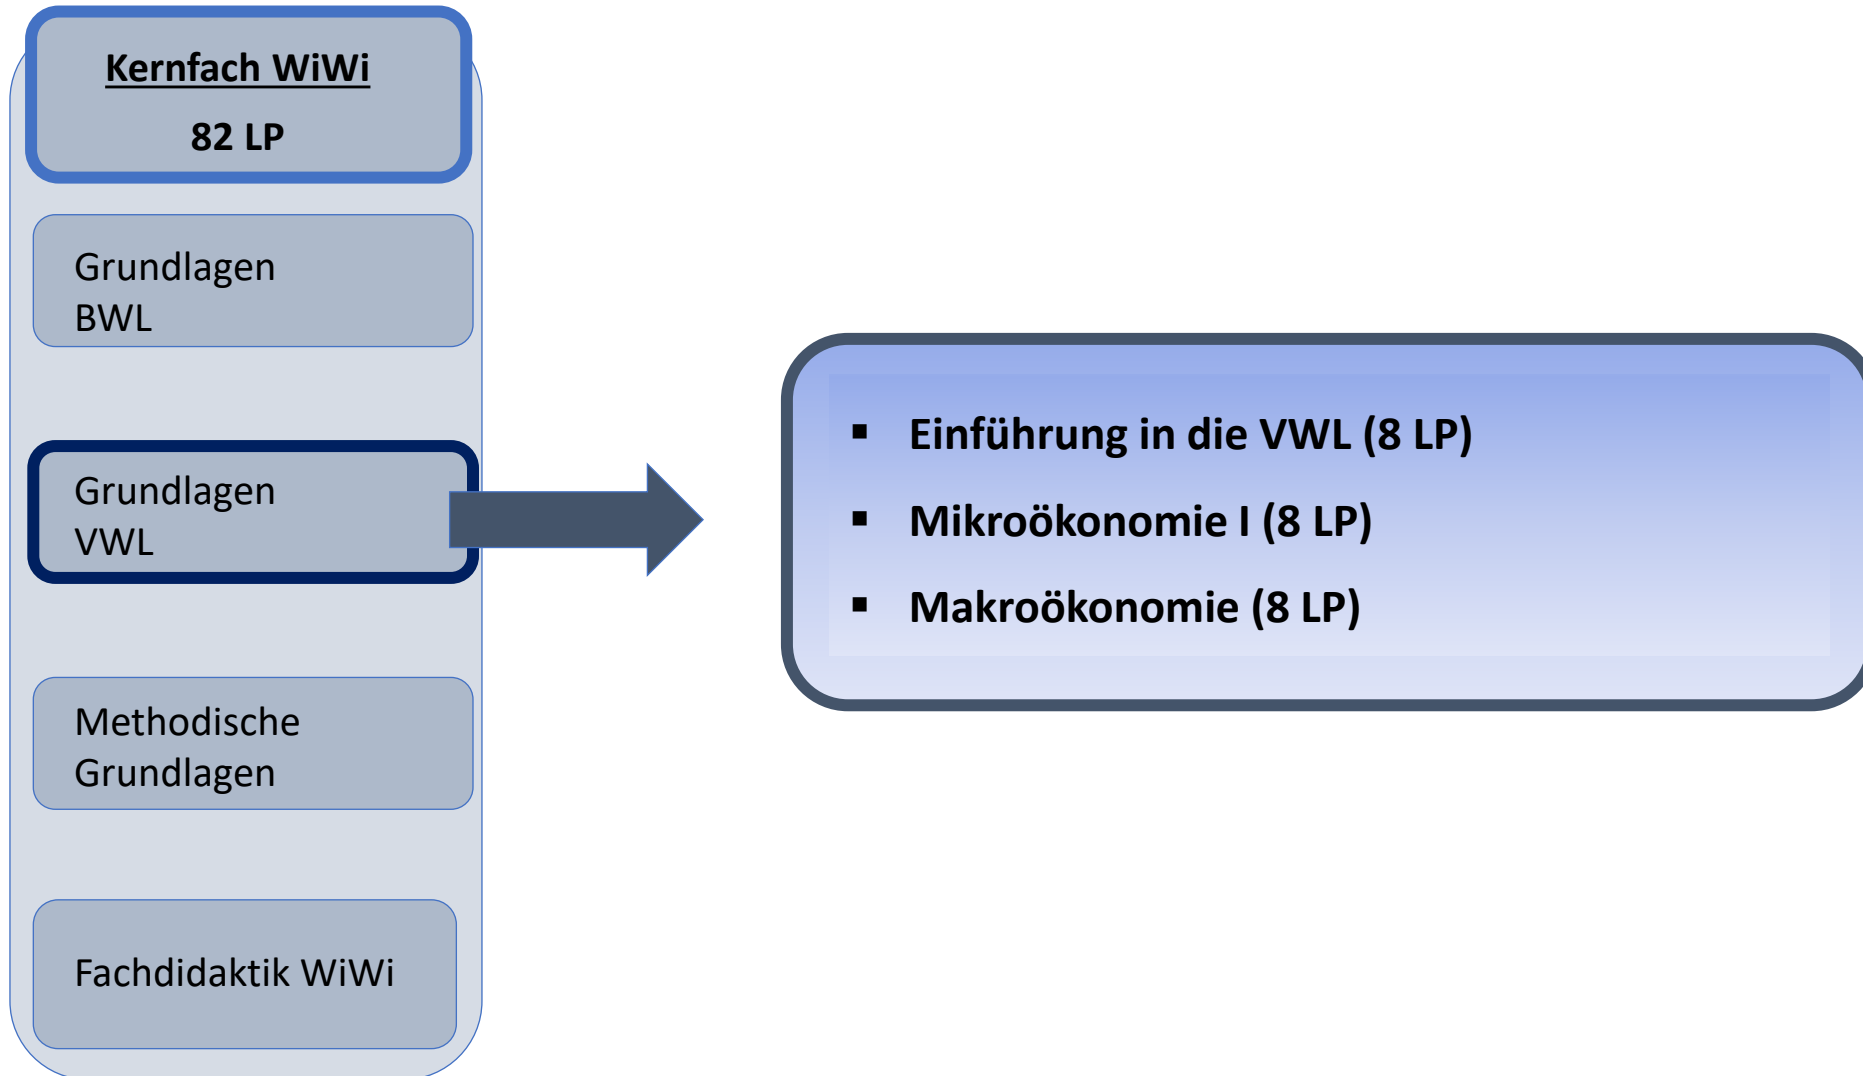 Kernfach WiWi
82 LP
Grundlagen
BWL
Grundlagen
VWL
Methodische
Grundlagen
Fachdidaktik WiWi
▪ Einführung in die VWL (8 LP)
▪ Mikroökonomie I (8 LP)
▪ Makroökonomie (8 LP)